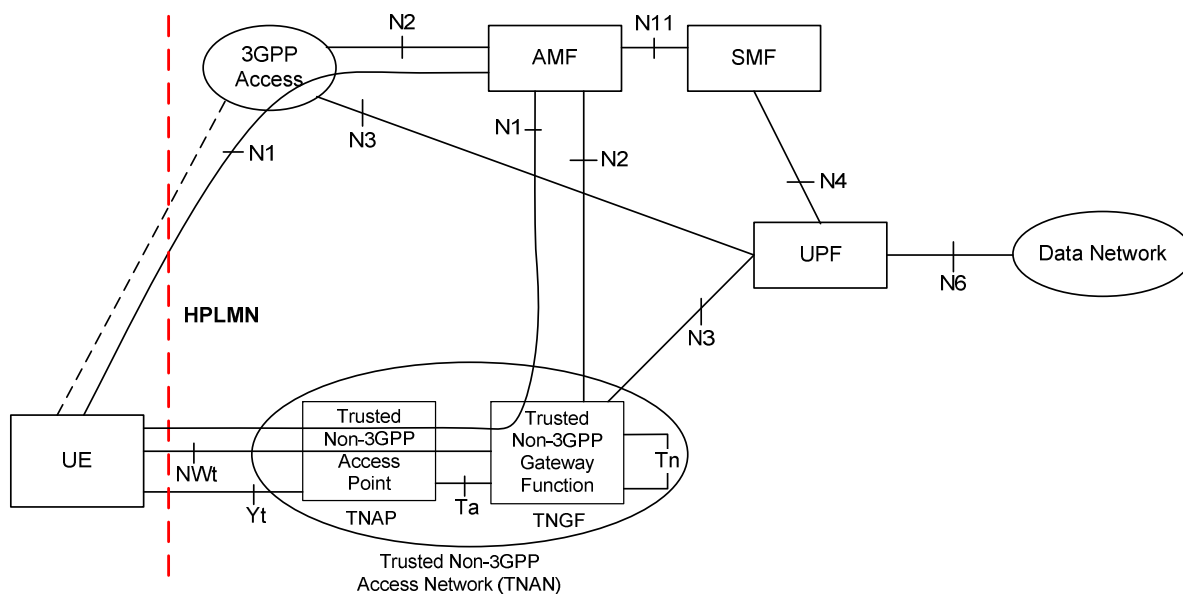 N2
N11
3GPP
Access
AMF
SMF
N1
N3
N1
N2
N4
UPF
N6
Data Network
HPLMN
N3
UE
NWt
Yt
Trusted
Non-3GPP
Access
Point
Ta
Trusted
Non-3GPP
Gateway
Function
Tn
TNAP
TNGF
Trusted Non-3GPP
Access Network (TNAN)